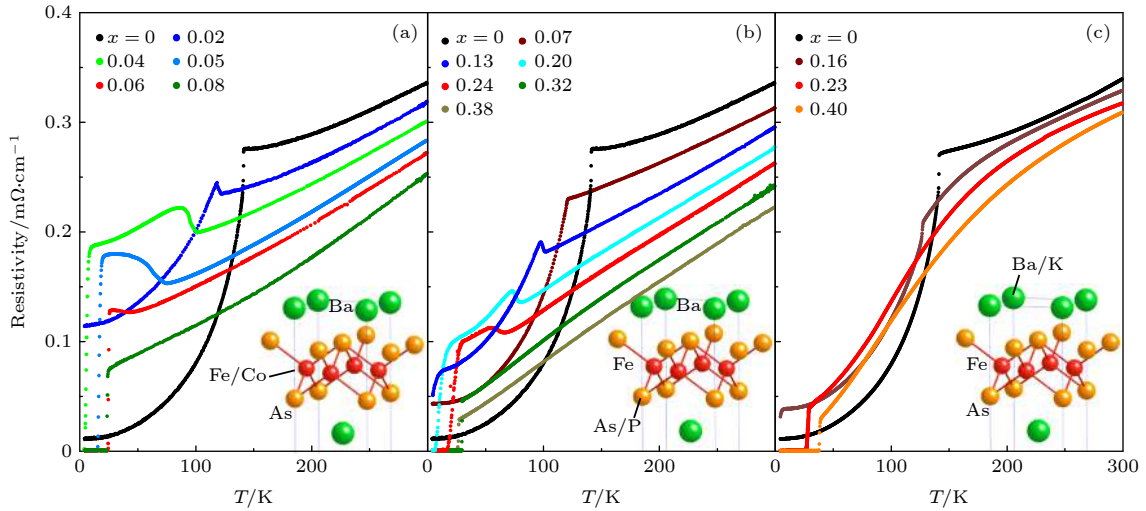 0.4
0.3
0.2
0.1
0
Resistivity/mΩ·cm⁻¹
(a)
x = 0
0.02
0.04
0.05
0.06
0.08
Ba
Fe/Co
As
0
100
200
T/K
(b)
x = 0
0.07
0.13
0.20
0.24
0.32
0.38
Ba
Fe
As/P
0
100
200
T/K
(c)
x = 0
0.16
0.23
0.40
Ba/K
Fe
As
0
100
200
300
T/K